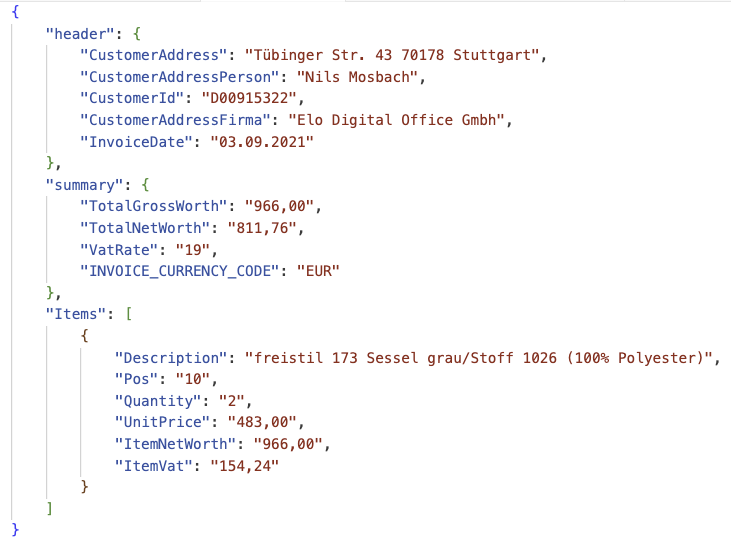 {
"header": {
"CustomerAddress": "Tübinger Str. 43 70178 Stuttgart",
"CustomerAddressPerson": "Nils Mosbach",
"CustomerId": "D00915322",
"CustomerAddressFirma": "Elo Digital Office Gmbh",
"InvoiceDate": "03.09.2021"
},
"summary": {
"TotalGrossWorth": "966,00",
"TotalNetWorth": "811,76",
"VatRate": "19",
"INVOICE_CURRENCY_CODE": "EUR"
},
"Items": [
{
"Description": "freistil 173 Sessel grau/Stoff 1026 (100% Polyester)",
"Pos": "10",
"Quantity": "2",
"UnitPrice": "483,00",
"ItemNetWorth": "966,00",
"ItemVat": "154,24"
}
]
}